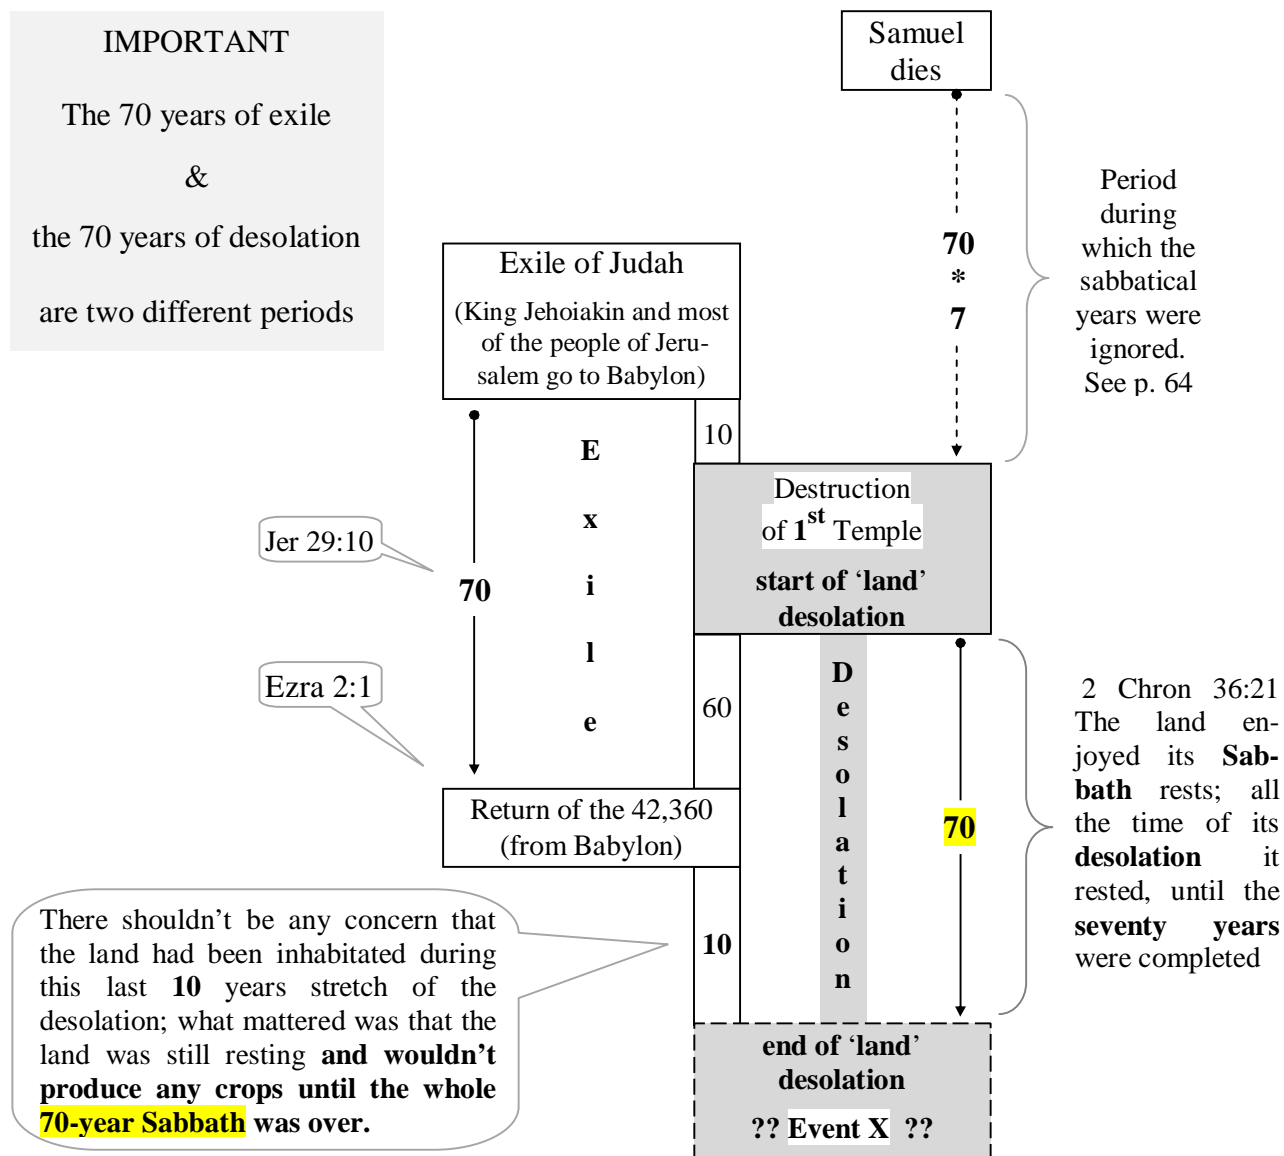 IMPORTANT
The 70 years of exile
&
the 70 years of desolation
are two different periods
Samuel
dies
70
*
7
Period
during
which the
sabbatical
years were
ignored.
See p. 64
Exile of Judah
(King Jehoiakin and most
of the people of Jeru-
salem go to Babylon)
10
E
x
i
l
e
Jer 29:10
70
Ezra 2:1
Destruction
of 1st Temple
start of ‘land’
desolation
60
D
e
s
o
l
a
t
i
o
n
70
2 Chron 36:21
The land en-
joyed its Sab-
bath rests; all
the time of its
desolation it
rested, until the
seventy years
were completed
Return of the 42,360
(from Babylon)
10
There shouldn’t be any concern that
the land had been inhabitated during
this last 10 years stretch of the
desolation; what mattered was that the
land was still resting and wouldn’t
produce any crops until the whole
70-year Sabbath was over.
end of ‘land’
desolation
?? Event X ??